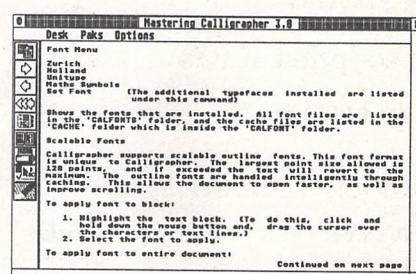 Mastering Calligrapher 3.0
Desk Paks Options
Font Menu
Zurich
Holland
Unitype
Maths Symbols
Set Font (The additional typefaces installed are listed
under this command)
Shows the fonts that are installed. All font files are listed
in the 'CALFONTS' folder, and the cache files are listed in the
'CACHE' folder which is inside the 'CALFONT' folder.
Scalable Fonts
Calligrapher supports scalable outline fonts. This font format
is unique to Calligrapher. The largest point size allowed is
128 points, and if exceeded the text will revert to the
maximum. The outline fonts are handled intelligently through
caching. This allows the document to open faster, as well as
improve scrolling.
To apply font to block:
1. Highlight the text block. (To do this, click and
hold down the mouse button and, drag the cursor over
the characters or text lines.)
2. Select the font to apply.
To apply font to entire document:
Continued on next page